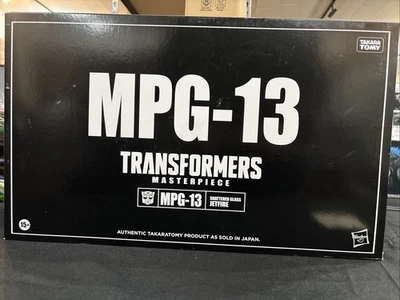 TAKARA
TOMY
MPG-13
TRANSFORMERS
MASTERPIECE
MPG-13
SHATTERED GLASS
JETFIRE
15+
AUTHENTIC TAKARATOMY PRODUCT AS SOLD IN JAPAN.
Hasbro